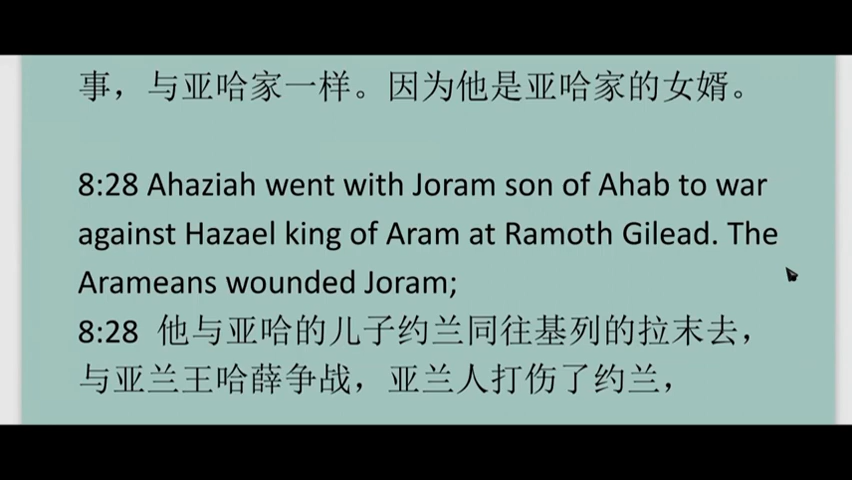 事，与亚哈家一样。因为他是亚哈家的女婿。
8:28 Ahaziah went with Joram son of Ahab to war
against Hazael king of Aram at Ramoth Gilead. The
Arameans wounded Joram;
8:28 他与亚哈的儿子约兰同往基列的拉末去，
与亚兰王哈薛争战，亚兰人打伤了约兰，